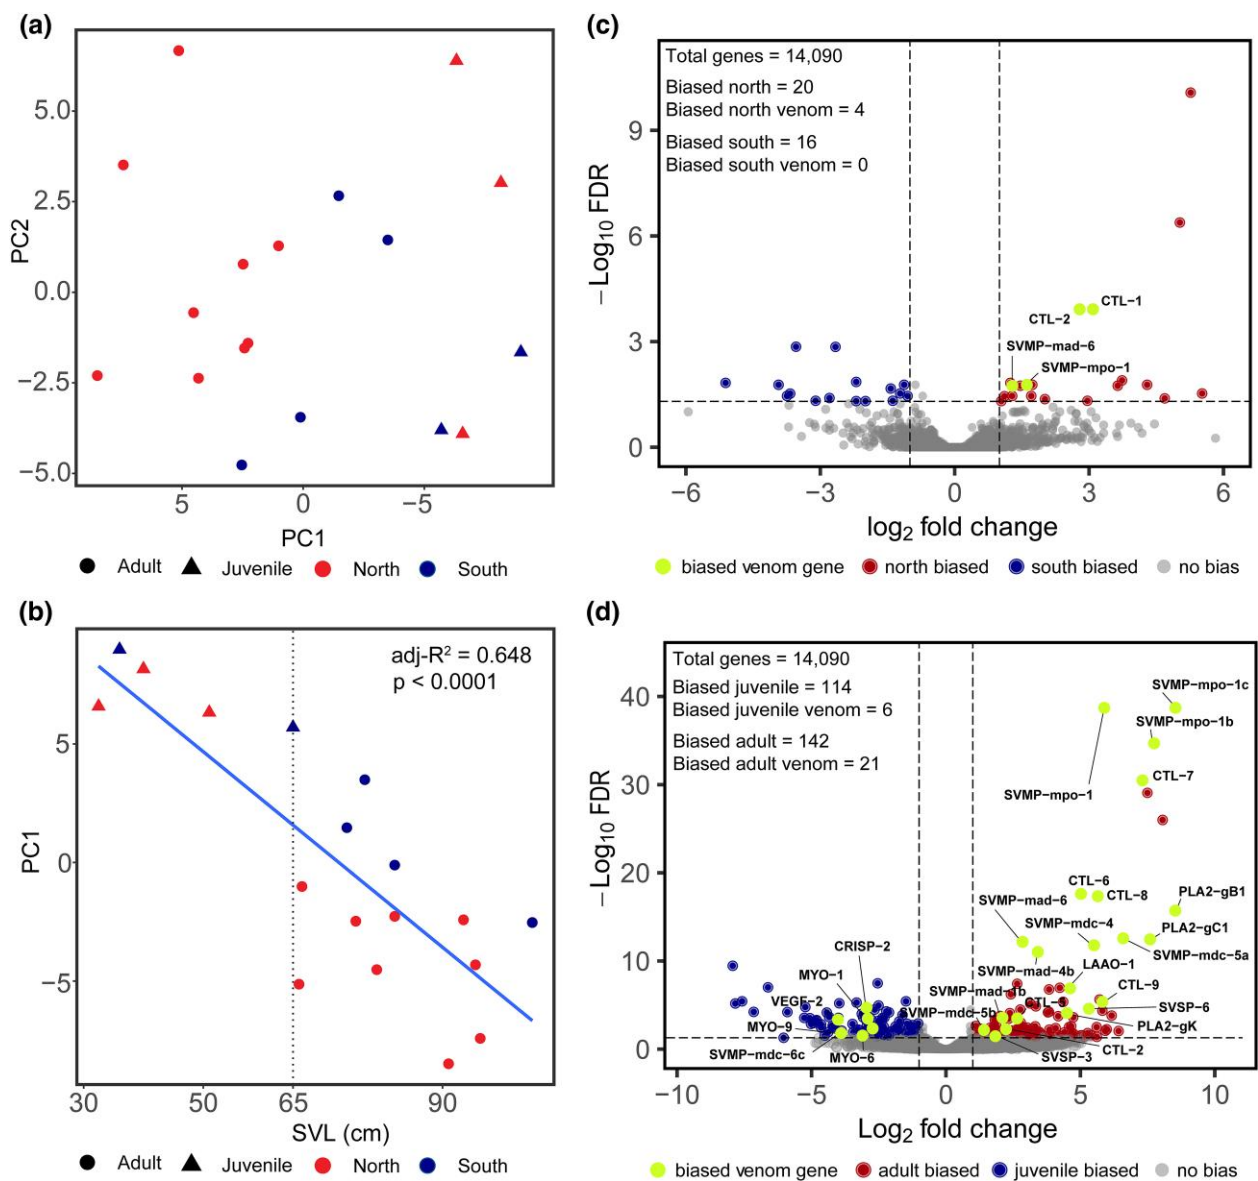 (a)
PC2
5.0
2.5
0.0
−2.5
−5.0
5
0
−5
PC1
Adult
Juvenile
North
South
(c)
Total genes = 14,090
Biased north = 20
Biased north venom = 4
Biased south = 16
Biased south venom = 0
−Log10 FDR
9
6
3
0
CTL−1
CTL−2
SVMP−mad−6
SVMP−mpo−1
−6
−3
0
3
6
log2 fold change
biased venom gene
north biased
south biased
no bias
(b)
adj-R² = 0.648
p < 0.0001
PC1
5
0
−5
30
50
65
90
SVL (cm)
Adult
Juvenile
North
South
(d)
Total genes = 14,090
Biased juvenile = 114
Biased juvenile venom = 6
Biased adult = 142
Biased adult venom = 21
−Log10 FDR
40
30
20
10
0
SVMP−mpo−1c
SVMP−mpo−1b
CTL−7
SVMP−mpo−1
CTL−6
CTL−8
PLA2−gB1
SVMP−mad−6
SVMP−mdc−4
PLA2−gC1
CRISP−2
SVMP−mdc−5a
SVMP−mad−4b
LAAO−1
MYO−1
CTL−9
SVMP−mad−1b
VEGF−2
CTL−5
SVSP−6
SVMP−mdc−5b
MYO−9
PLA2−gK
SVMP−mdc−6c
MYO−6
SVSP−3
CTL−2
−10
−5
0
5
10
Log2 fold change
biased venom gene
adult biased
juvenile biased
no bias